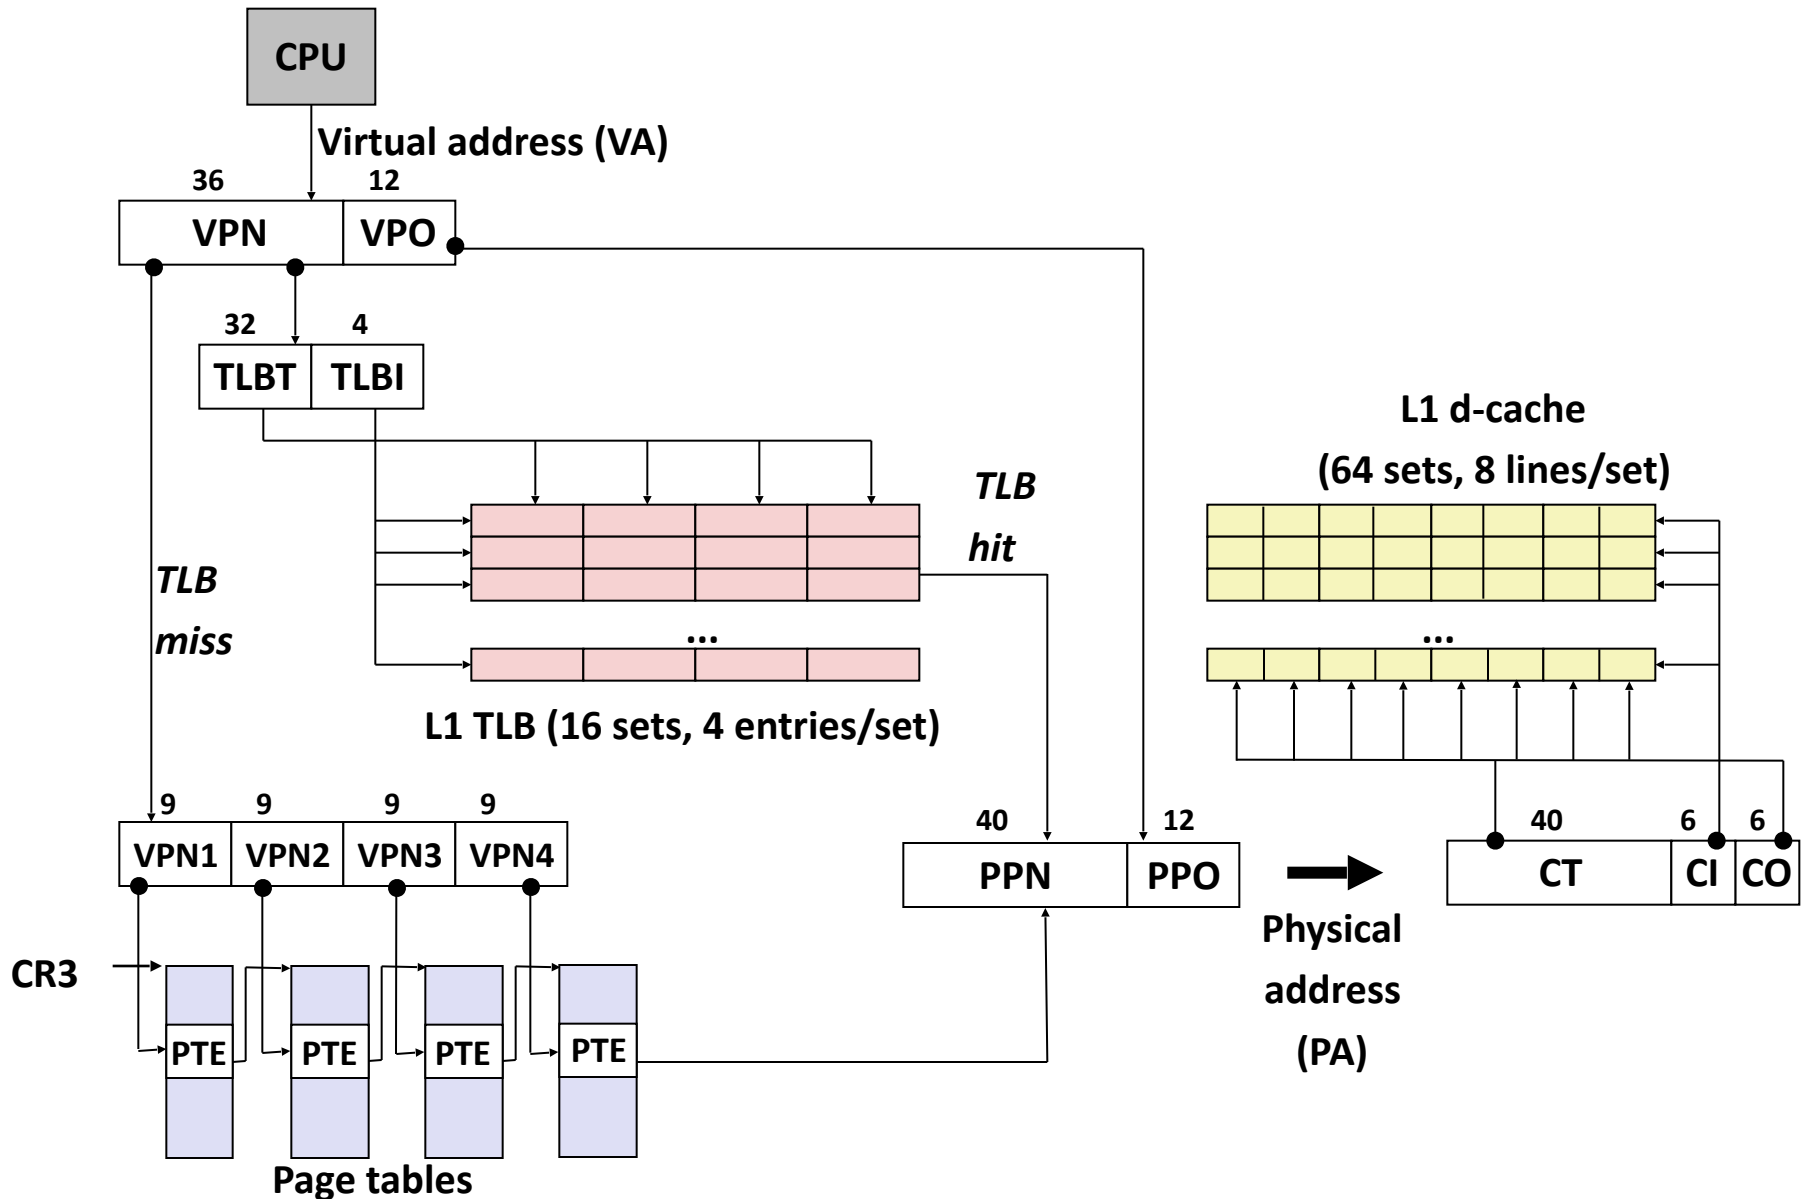 CPU
Virtual address (VA)
36 12
VPN VPO
32 4
TLBT TLBI
L1 d-cache
(64 sets, 8 lines/set)
TLB
hit
TLB
miss
...
...
L1 TLB (16 sets, 4 entries/set)
9 9 9 9
VPN1 VPN2 VPN3 VPN4
40 12
PPN PPO
40 6 6
CT CI CO
Physical
address
(PA)
CR3
PTE PTE PTE PTE
Page tables